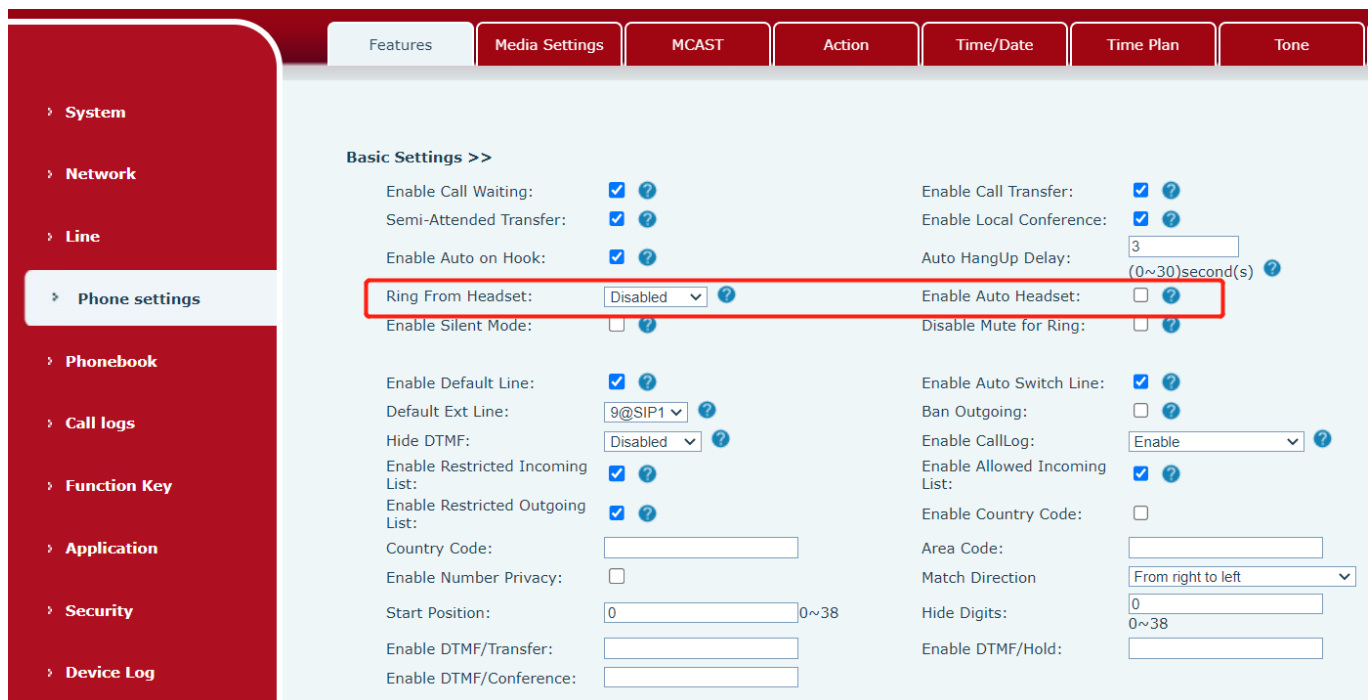 Features
Media Settings
MCAST
Action
Time/Date
Time Plan
Tone
System
Network
Line
Phone settings
Phonebook
Call logs
Function Key
Application
Security
Device Log
Basic Settings >>
Enable Call Waiting:
Enable Call Transfer:
Semi-Attended Transfer:
Enable Local Conference:
Enable Auto on Hook:
Auto HangUp Delay:
3
(0~30)second(s)
Ring From Headset:
Disabled
Enable Auto Headset:
Enable Silent Mode:
Disable Mute for Ring:
Enable Default Line:
Enable Auto Switch Line:
Default Ext Line:
9@SIP1
Ban Outgoing:
Hide DTMF:
Disabled
Enable CallLog:
Enable
Enable Restricted Incoming
List:
Enable Allowed Incoming
List:
Enable Restricted Outgoing
List:
Enable Country Code:
Country Code:
Area Code:
Enable Number Privacy:
Match Direction
From right to left
Start Position:
0
0~38
Hide Digits:
0
0~38
Enable DTMF/Transfer:
Enable DTMF/Hold:
Enable DTMF/Conference: